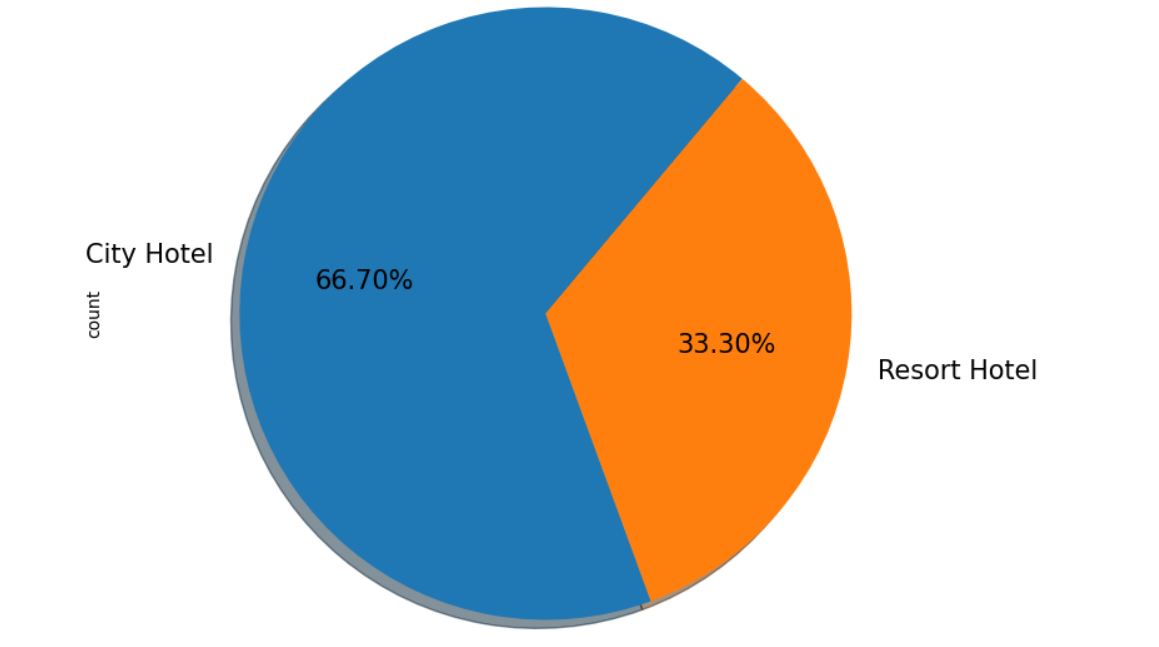 City Hotel
66.70%
count
33.30%
Resort Hotel